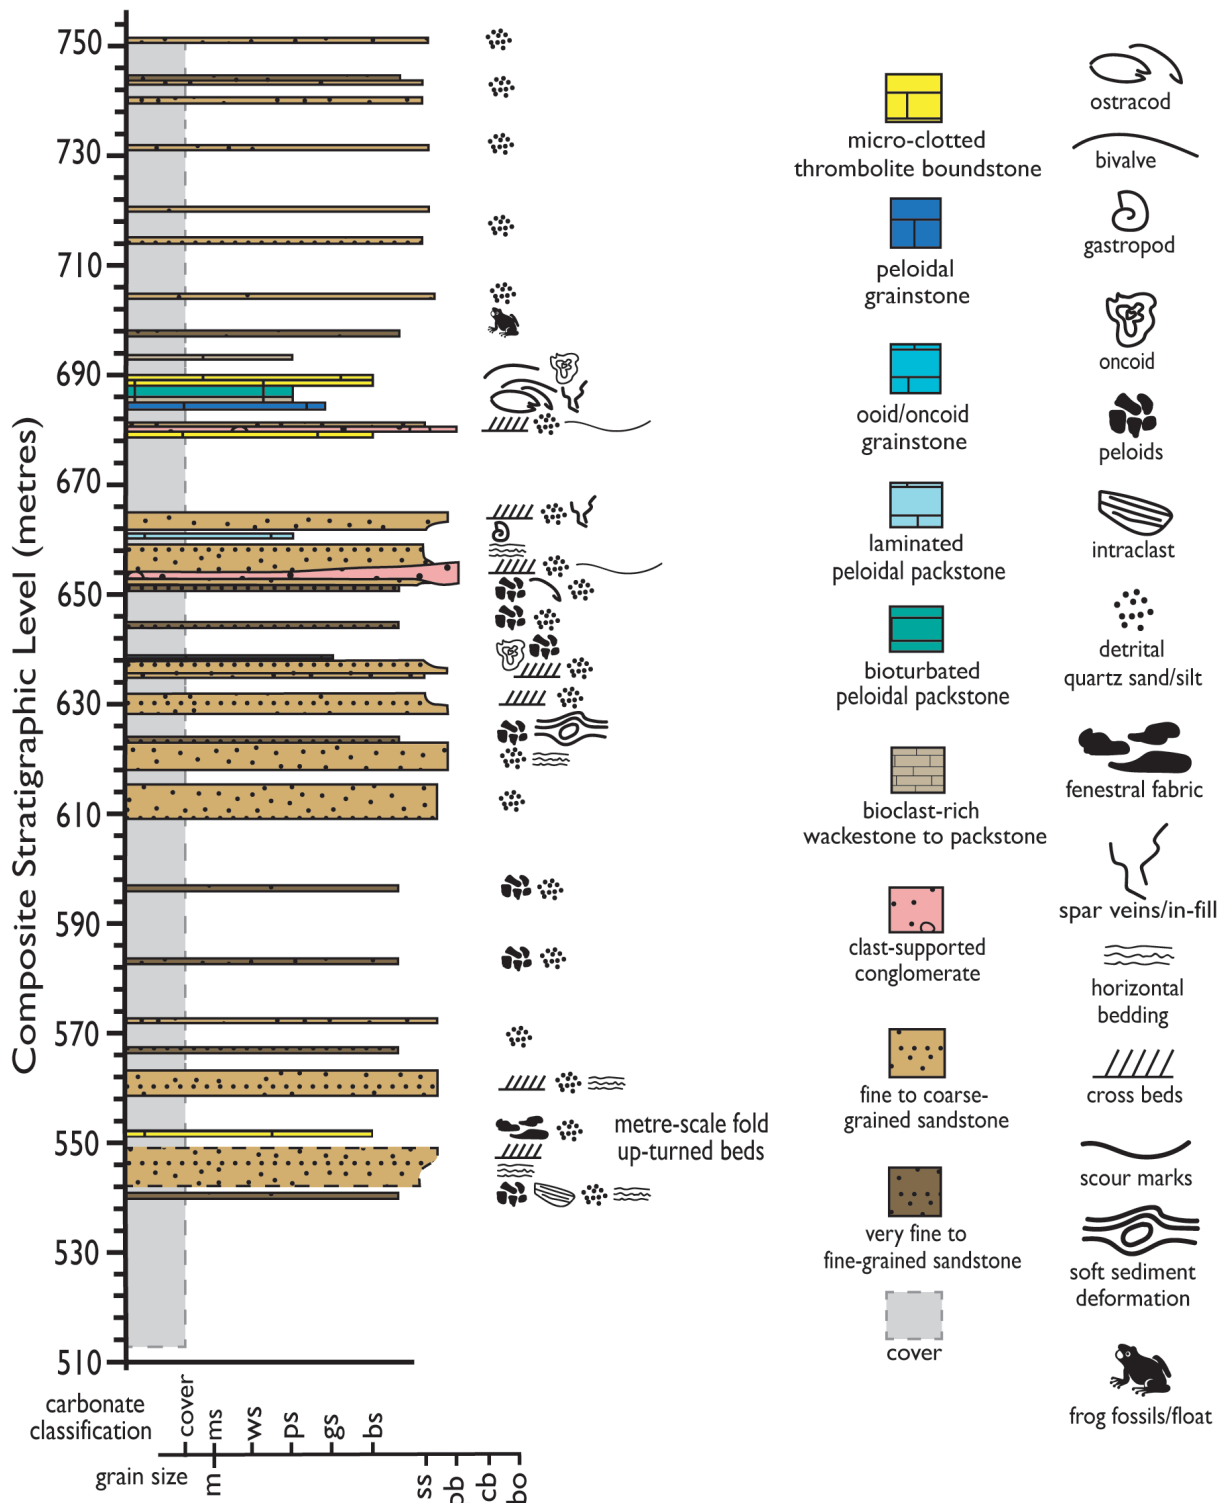 Composite Stratigraphic Level (metres)
750
730
710
690
670
650
630
610
590
570
550
530
510
metre-scale fold
up-turned beds
carbonate
classification
cover
ms
ws
ps
gs
bs
grain size
m
ss
cb
bo
micro-clotted
thrombolite boundstone
peloidal
grainstone
ooid/oncoid
grainstone
laminated
peloidal packstone
bioturbated
peloidal packstone
bioclast-rich
wackestone to packstone
clast-supported
conglomerate
fine to coarse-
grained sandstone
very fine to
fine-grained sandstone
cover
ostracod
bivalve
gastropod
oncoid
peloids
intraclast
detrital
quartz sand/silt
fenestral fabric
spar veins/in-fill
horizontal
bedding
cross beds
scour marks
soft sediment
deformation
frog fossils/float